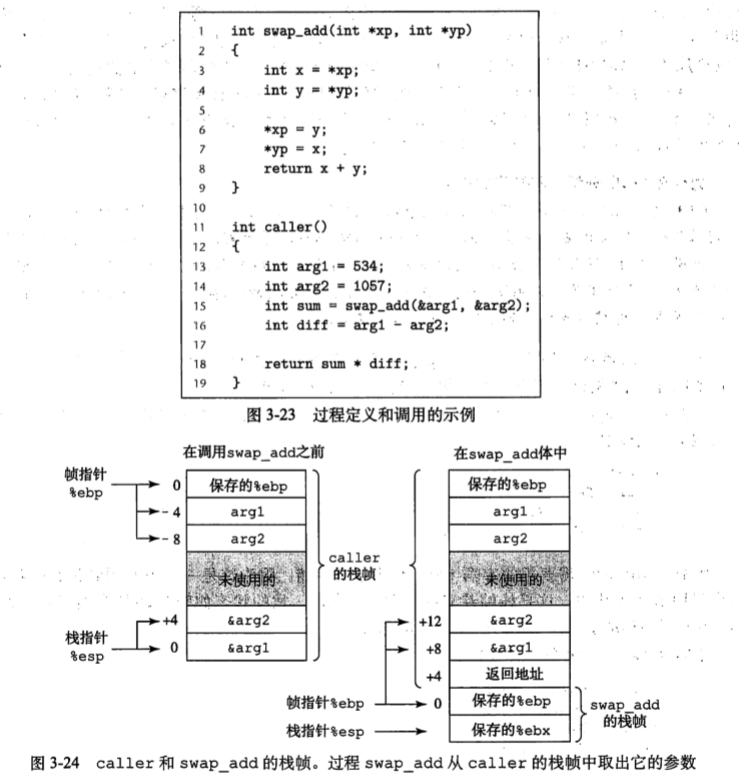 1 int swap_add(int *xp, int *yp)
2 {
3 int x = *xp;
4 int y = *yp;
5
6 *xp = y;
7 *yp = x;
8 return x + y;
9 }
10
11 int caller()
12 {
13 int arg1 = 534;
14 int arg2 = 1057;
15 int sum = swap_add(&arg1, &arg2);
16 int diff = arg1 - arg2;
17
18 return sum * diff;
19 }
图 3-23 过程定义和调用的示例
在调用swap_add之前
帧指针
%ebp
0 保存的%ebp
- 4 arg1
- 8 arg2
未使用的
+4 &arg2
栈指针
%esp
0 &arg1
caller
的栈帧
在swap_add体中
保存的%ebp
arg1
arg2
未使用的
+12 &arg2
+8 &arg1
+4 返回地址
帧指针%ebp 0 保存的%ebp
栈指针%esp 保存的%ebx
swap_add
的栈帧
图 3-24 caller 和 swap_add 的栈帧。过程 swap_add 从 caller 的栈帧中取出它的参数